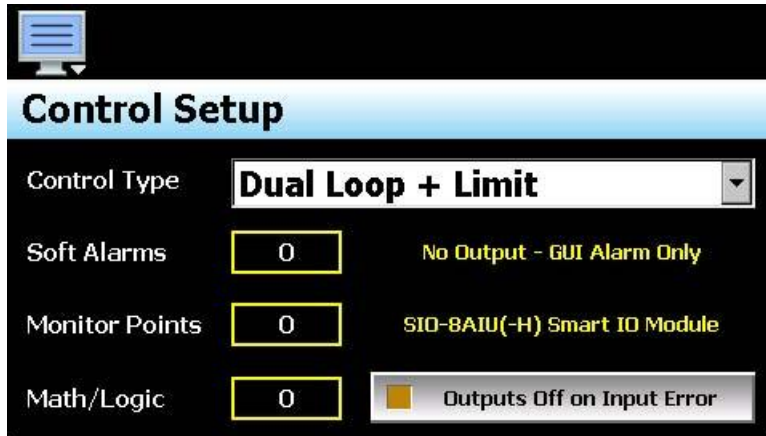 Control Setup
Control Type Dual Loop + Limit
Soft Alarms 0 No Output - GUI Alarm Only
Monitor Points 0 SIO-8AIU(-H) Smart IO Module
Math/Logic 0 Outputs Off on Input Error